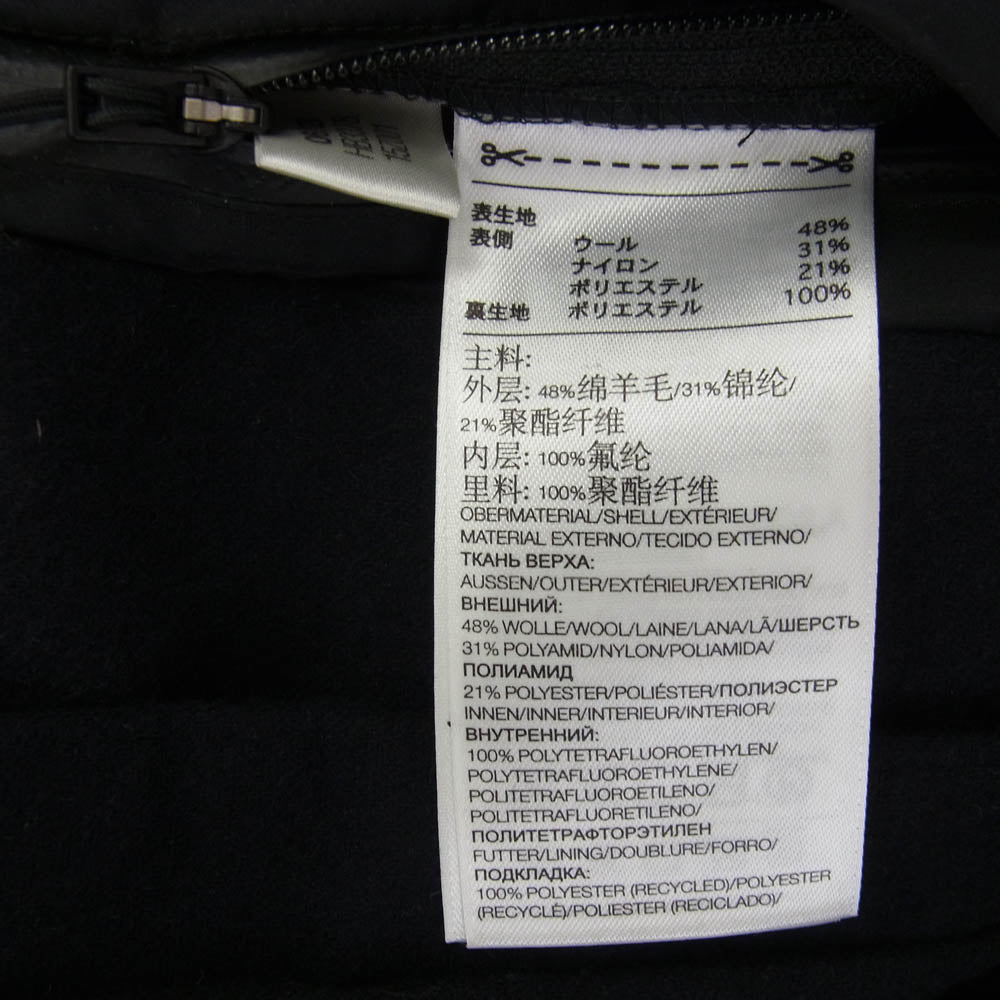 表生地
表側 ウール 48%
ナイロン 31%
ポリエステル 21%
裏生地 ポリエステル 100%
主料:
外层: 48%绵羊毛/31%锦纶/
21%聚酯纤维
内层: 100%氟纶
里料: 100%聚酯纤维
OBERMATERIAL/SHELL/EXTÉRIEUR/
MATERIAL EXTERNO/TECIDO EXTERNO/
ТКАНЬ ВЕРХА:
AUSSEN/OUTER/EXTÉRIEUR/EXTERIOR/
ВНЕШНИЙ:
48% WOLLE/WOOL/LAINE/LANA/LÃ/ШЕРСТЬ
31% POLYAMID/NYLON/POLIAMIDA/
ПОЛИАМИД
21% POLYESTER/POLIÉSTER/ПОЛИЭСТЕР
INNEN/INNER/INTERIEUR/INTERIOR/
ВНУТРЕННИЙ:
100% POLYTETRAFLUOROETHYLEN/
POLYTETRAFLUOROETHYLENE/
POLITETRAFLUOROETILENO/
POLITETRAFLUORETILENO/
ПОЛИТЕТРАФТОРЭТИЛЕН
FUTTER/LINING/DOUBLURE/FORRO/
ПОДКЛАДКА:
100% POLYESTER (RECYCLED)/POLYESTER
(RECYCLÉ)/POLIESTER (RECICLADO)/